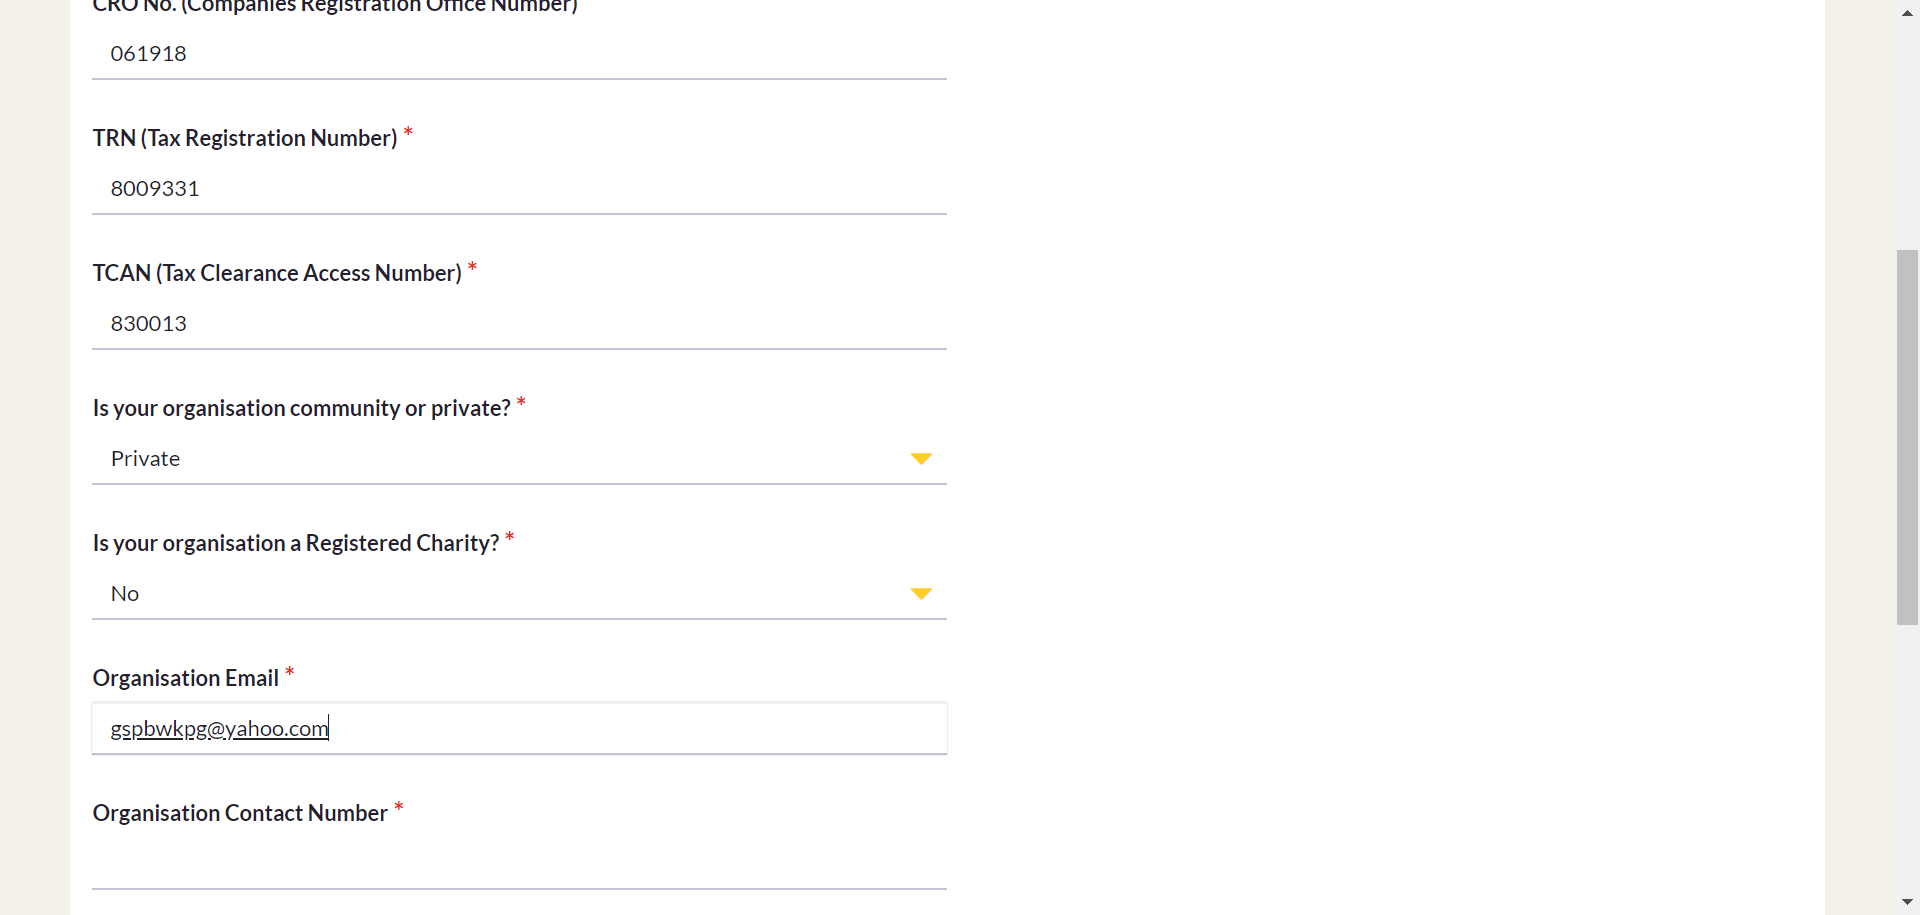 CRO No. (Companies Registration Office Number)
061918
TRN (Tax Registration Number) *
8009331
TCAN (Tax Clearance Access Number) *
830013
Is your organisation community or private? *
Private
Is your organisation a Registered Charity? *
No
Organisation Email *
gspbwkpg@yahoo.com
Organisation Contact Number *